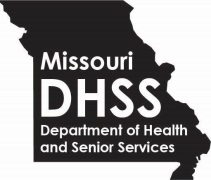 Missouri
DHSS
Department of Health
and Senior Services